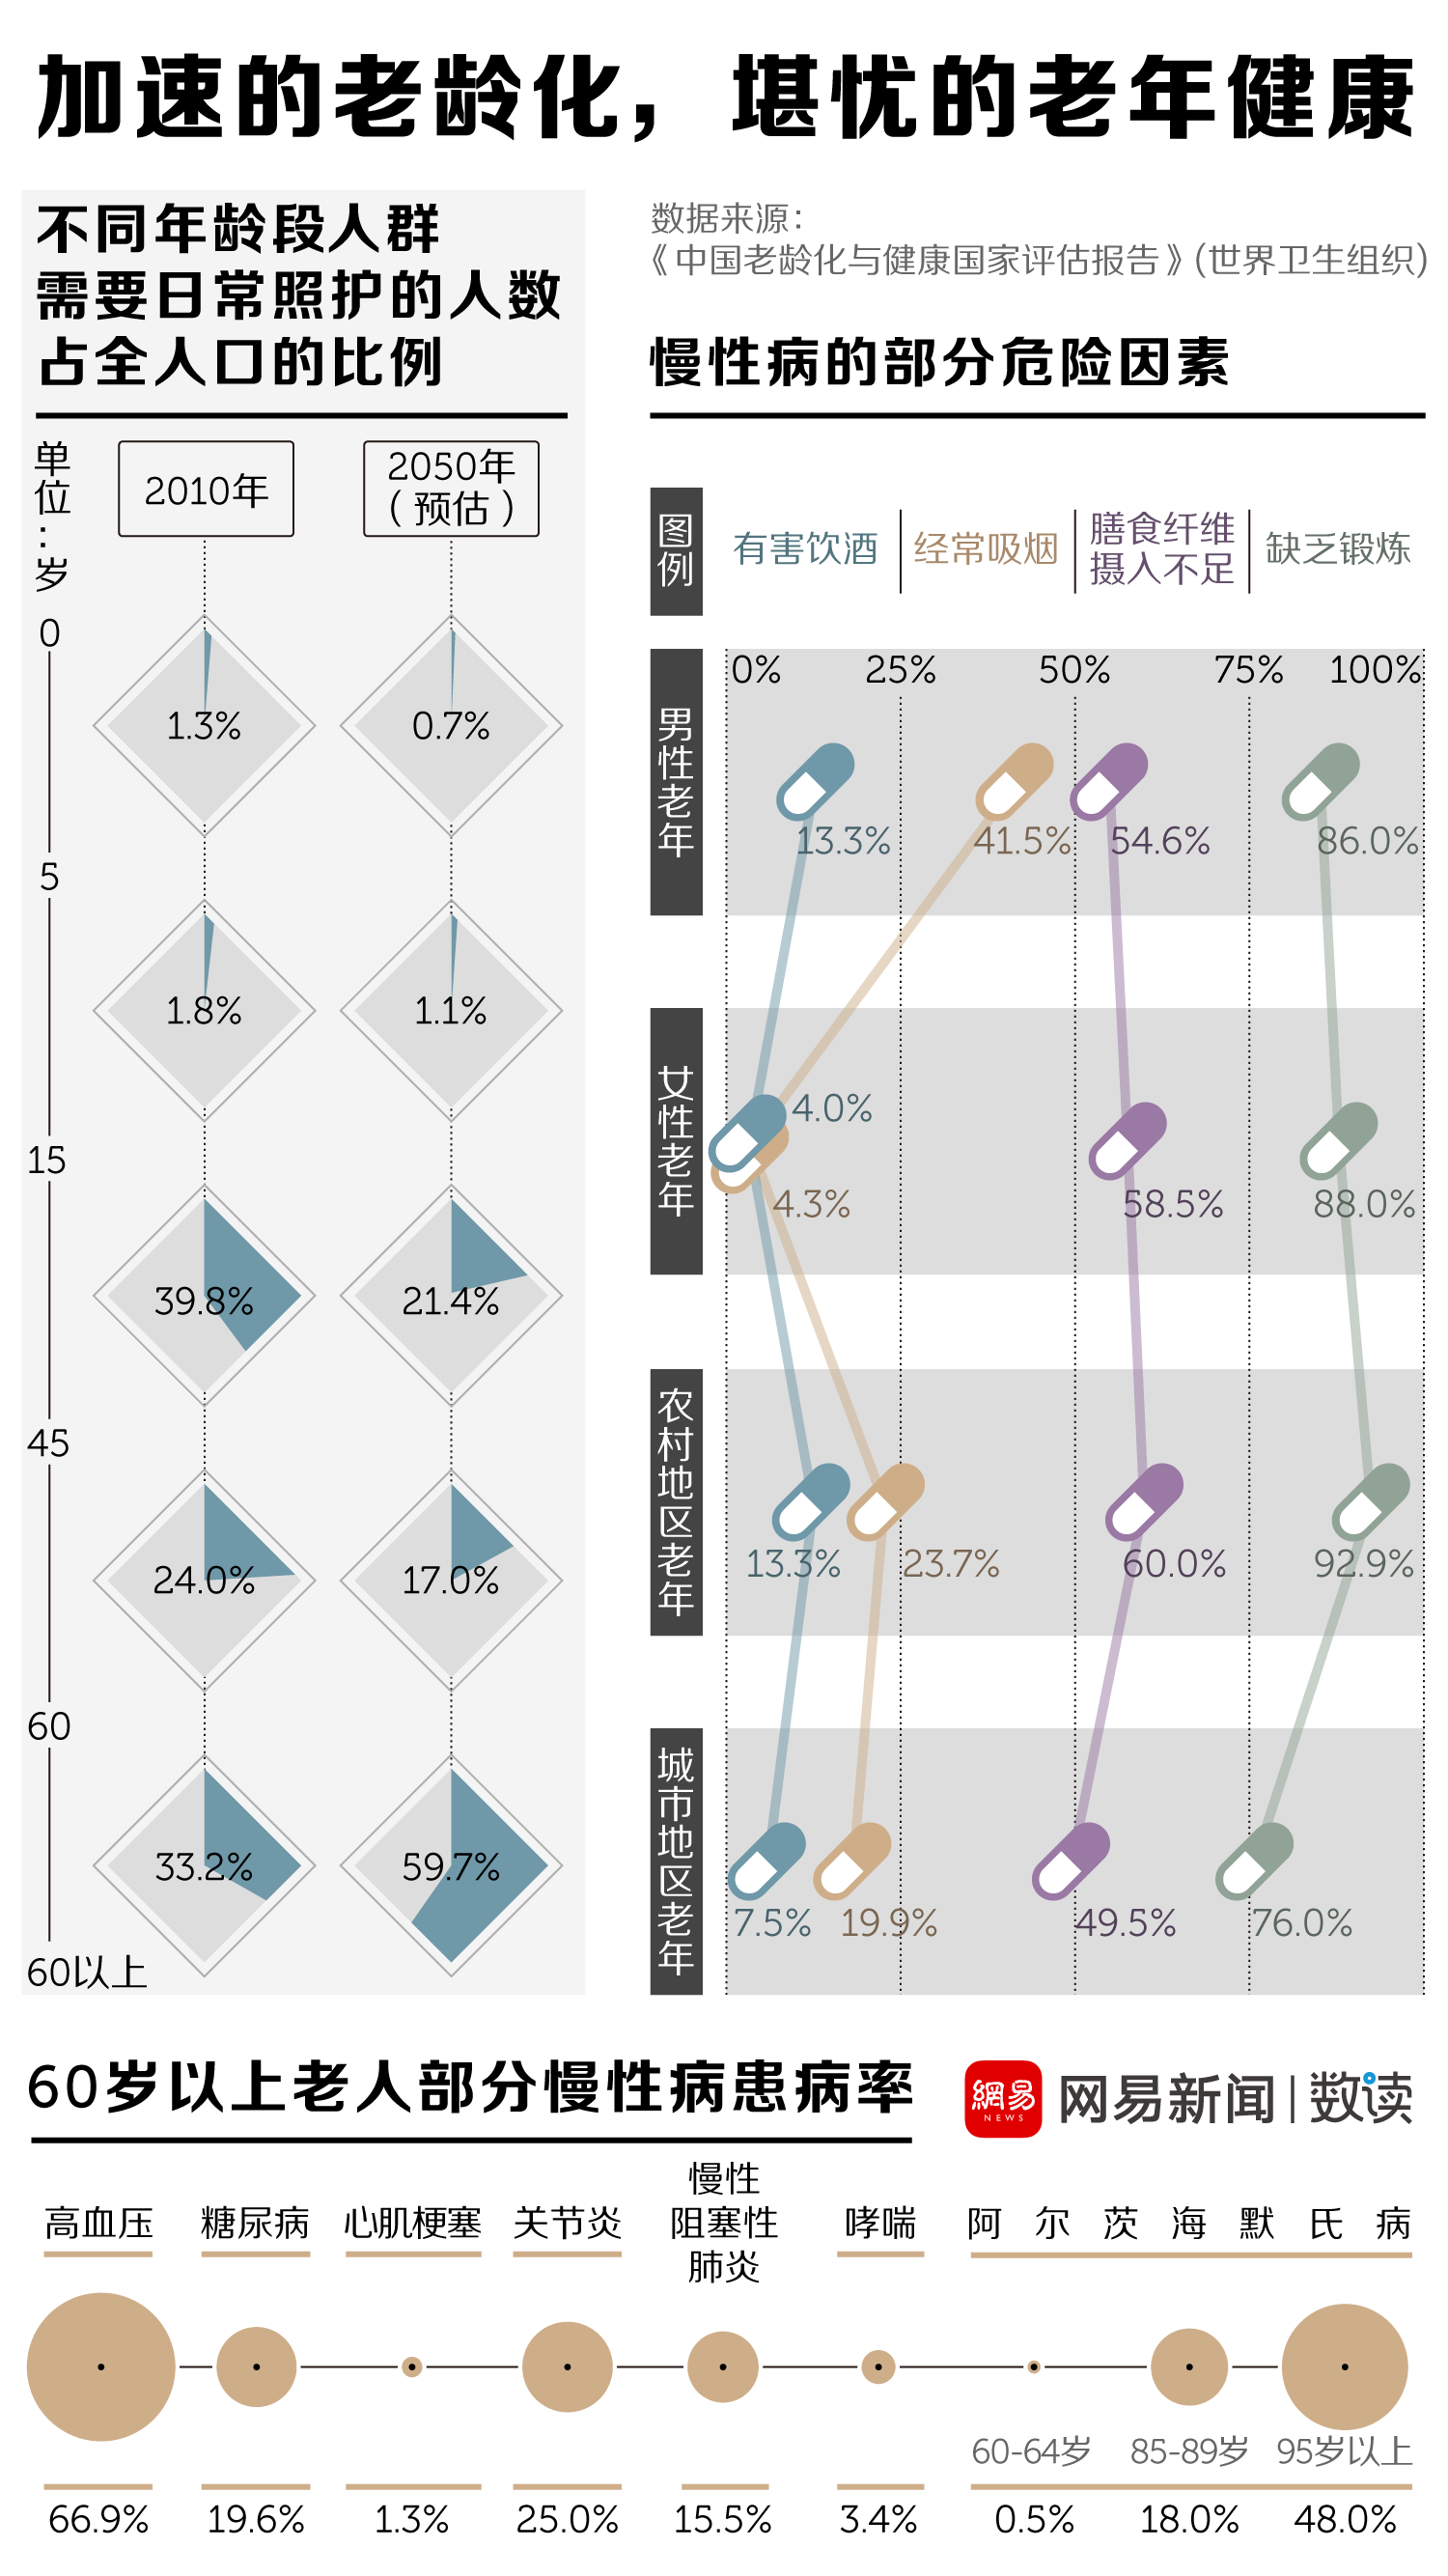 加速的老龄化，堪忧的老年健康
不同年龄段人群
需要日常照护的人数
占全人口的比例
单位：岁
2010年
2050年
（预估）
0
1.3%
0.7%
5
1.8%
1.1%
15
39.8%
21.4%
45
24.0%
17.0%
60
33.2%
59.7%
60以上
数据来源：
《中国老龄化与健康国家评估报告》(世界卫生组织)
慢性病的部分危险因素
图例
有害饮酒
经常吸烟
膳食纤维
摄入不足
缺乏锻炼
0% 25% 50% 75% 100%
男性老年
13.3% 41.5% 54.6% 86.0%
女性老年
4.0%
4.3% 58.5% 88.0%
农村地区老年
13.3% 23.7% 60.0% 92.9%
城市地区老年
7.5% 19.9% 49.5% 76.0%
60岁以上老人部分慢性病患病率
網易
NEWS
网易新闻 | 数读
高血压
糖尿病
心肌梗塞
关节炎
慢性
阻塞性
肺炎
哮喘
阿尔茨海默氏病
60-64岁 85-89岁 95岁以上
66.9% 19.6% 1.3% 25.0% 15.5% 3.4% 0.5% 18.0% 48.0%